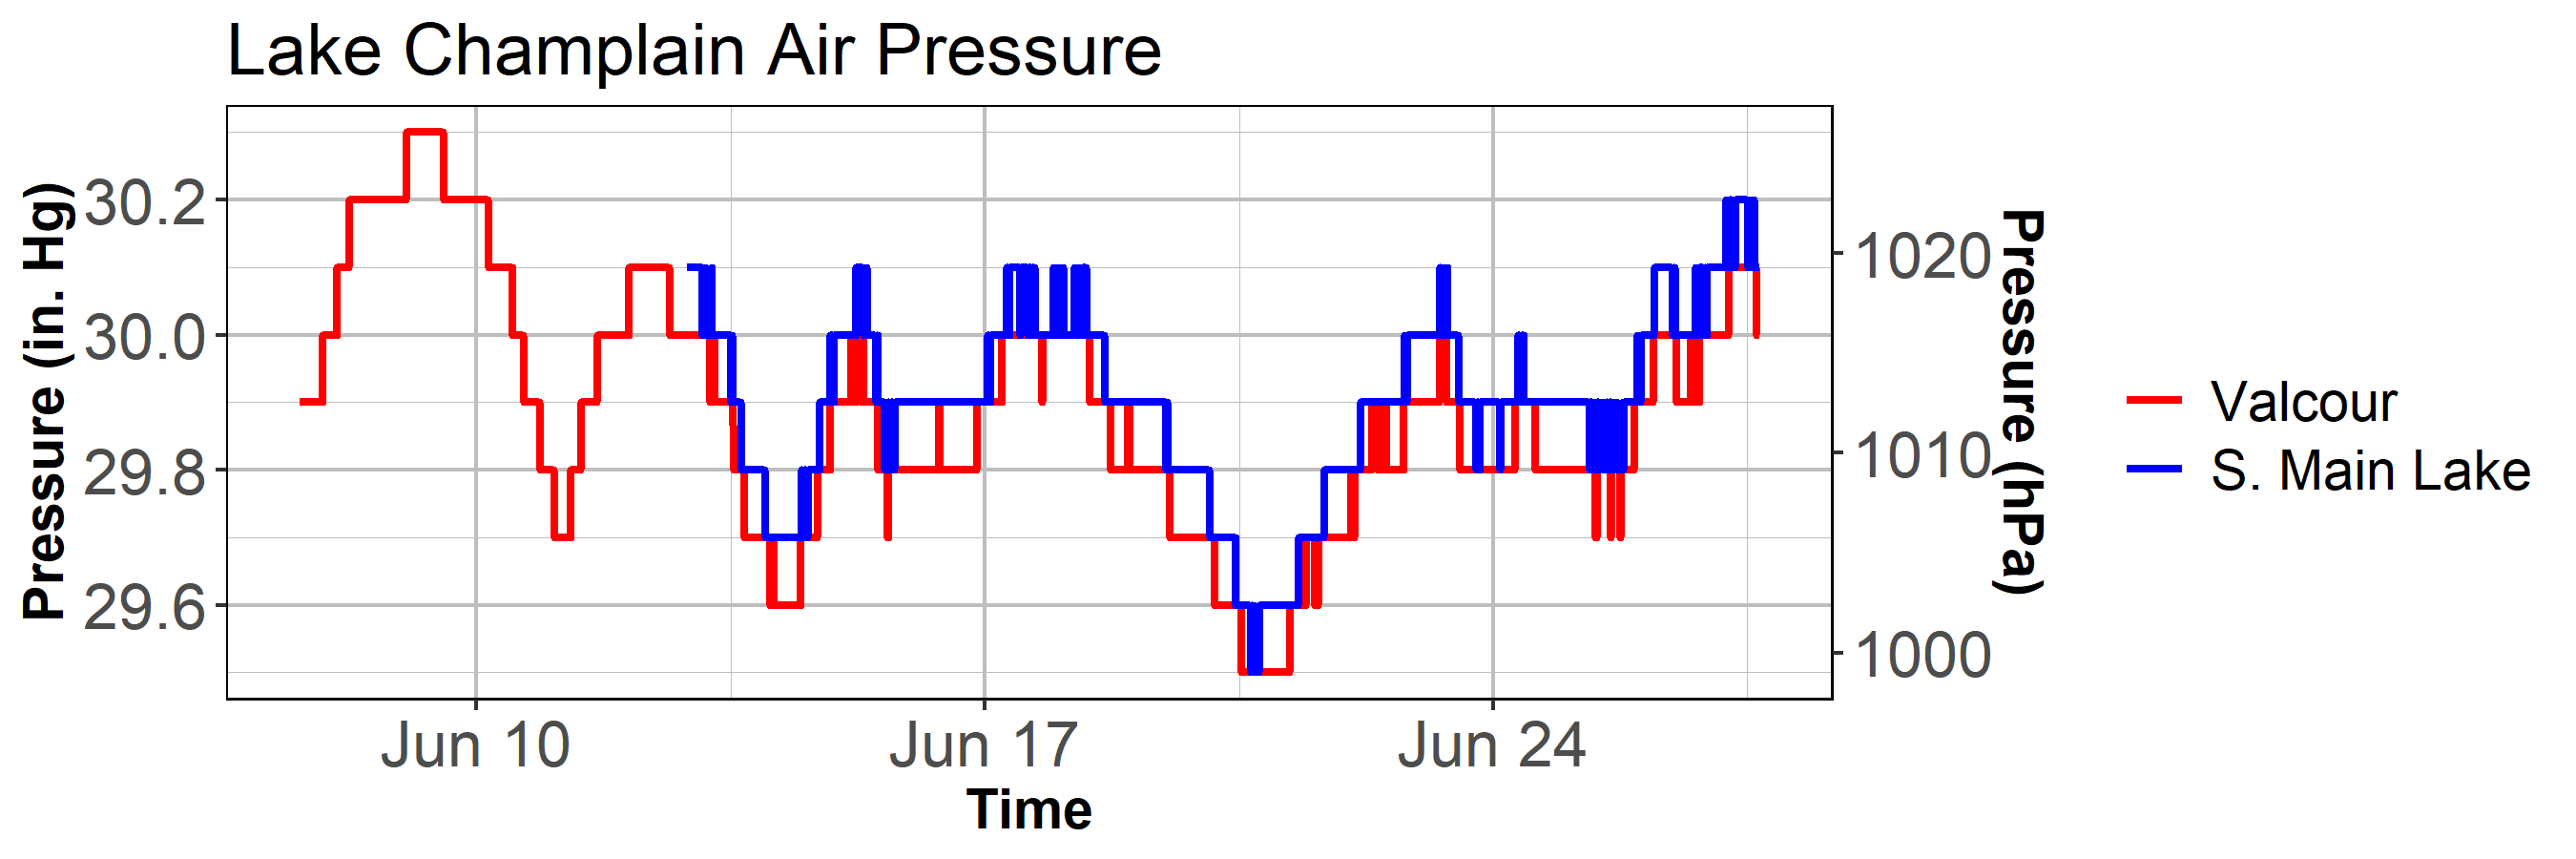 Lake Champlain Air Pressure
Pressure (in. Hg)
30.2
30.0
29.8
29.6
1020
1010
1000
Pressure (hPa)
Jun 10
Jun 17
Jun 24
Time
Valcour
S. Main Lake